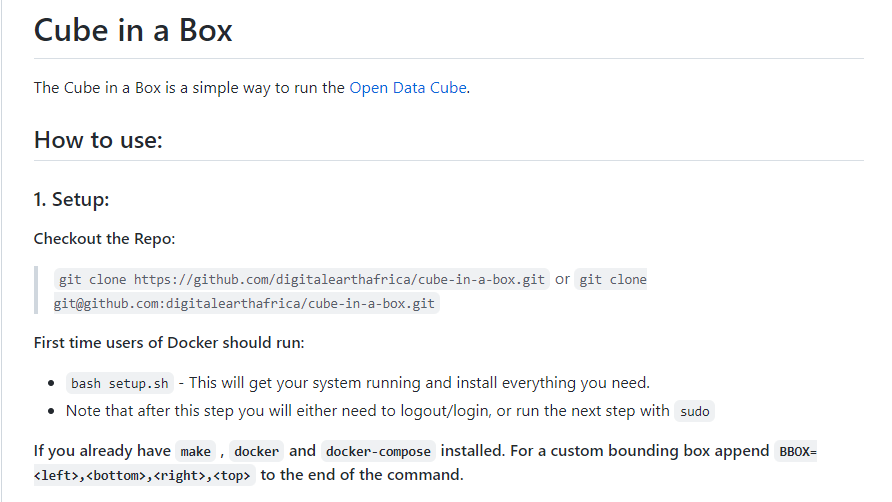 Cube in a Box
The Cube in a Box is a simple way to run the Open Data Cube.
How to use:
1. Setup:
Checkout the Repo:
git clone https://github.com/digitalearthafrica/cube-in-a-box.git or git clone
git@github.com:digitalearthafrica/cube-in-a-box.git
First time users of Docker should run:
• bash setup.sh - This will get your system running and install everything you need.
• Note that after this step you will either need to logout/login, or run the next step with sudo
If you already have make , docker and docker-compose installed. For a custom bounding box append BBOX=
<left>,<bottom>,<right>,<top> to the end of the command.